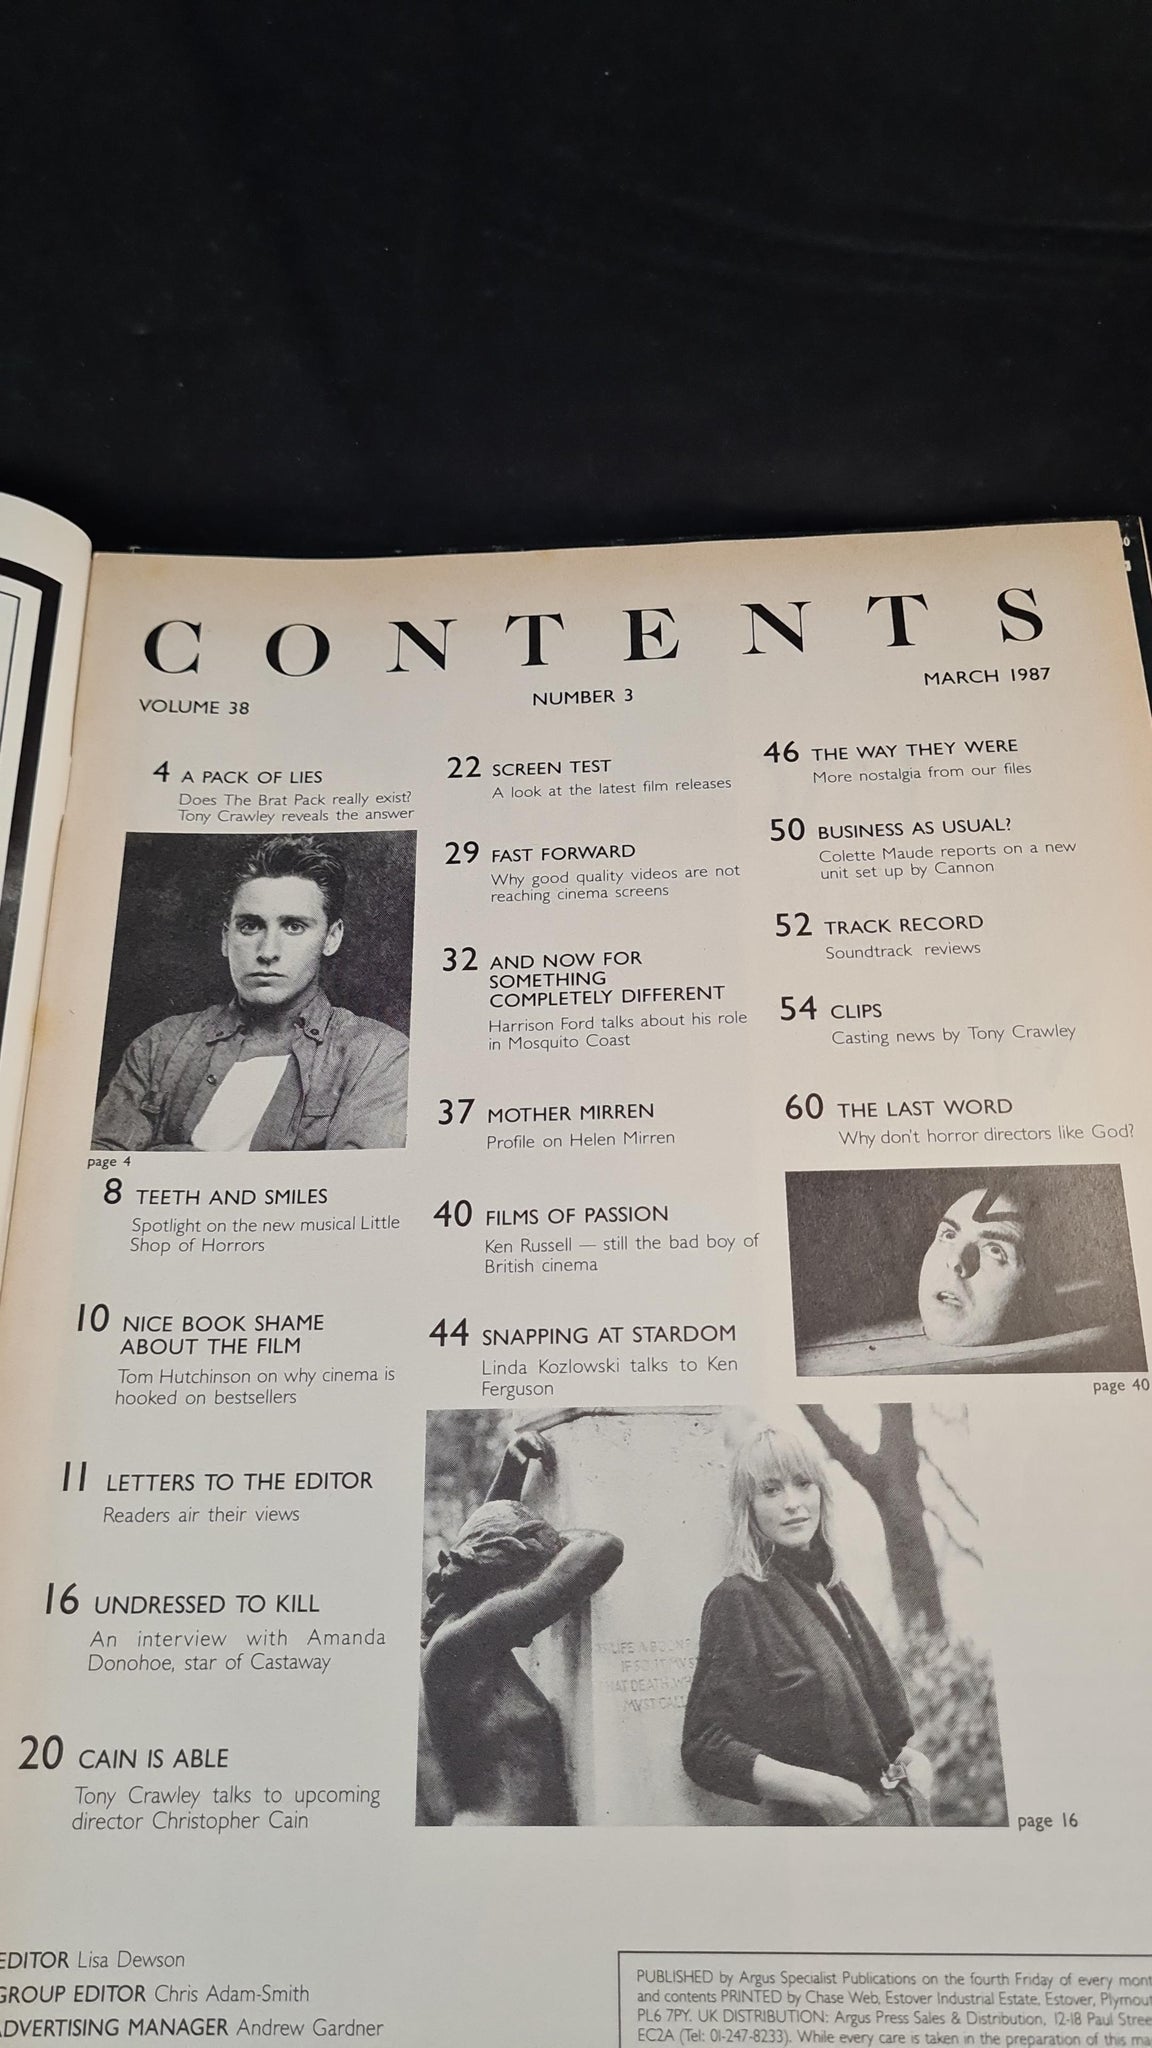 CONTENTS
VOLUME 38
NUMBER 3
MARCH 1987
4 A PACK OF LIES
Does The Brat Pack really exist?
Tony Crawley reveals the answer
page 4
8 TEETH AND SMILES
Spotlight on the new musical Little
Shop of Horrors
10 NICE BOOK SHAME
ABOUT THE FILM
Tom Hutchinson on why cinema is
hooked on bestsellers
11 LETTERS TO THE EDITOR
Readers air their views
16 UNDRESSED TO KILL
An interview with Amanda
Donohoe, star of Castaway
20 CAIN IS ABLE
Tony Crawley talks to upcoming
director Christopher Cain
22 SCREEN TEST
A look at the latest film releases
29 FAST FORWARD
Why good quality videos are not
reaching cinema screens
32 AND NOW FOR
SOMETHING
COMPLETELY DIFFERENT
Harrison Ford talks about his role
in Mosquito Coast
37 MOTHER MIRREN
Profile on Helen Mirren
40 FILMS OF PASSION
Ken Russell — still the bad boy of
British cinema
44 SNAPPING AT STARDOM
Linda Kozlowski talks to Ken
Ferguson
46 THE WAY THEY WERE
More nostalgia from our files
50 BUSINESS AS USUAL?
Colette Maude reports on a new
unit set up by Cannon
52 TRACK RECORD
Soundtrack reviews
54 CLIPS
Casting news by Tony Crawley
60 THE LAST WORD
Why don't horror directors like God?
page 40
IF SO IT MVST
MVST CALL
page 16
EDITOR Lisa Dewson
GROUP EDITOR Chris Adam-Smith
ADVERTISING MANAGER Andrew Gardner
PUBLISHED by Argus Specialist Publications on the fourth Friday of every
and contents PRINTED by Chase Web, Estover Industrial Estate, Estover,
PL6 7PY. UK DISTRIBUTION: Argus Press Sales & Distribution, 12-18 Paul
EC2A (Tel: 01-247-8233). While every care is taken in the preparation of this